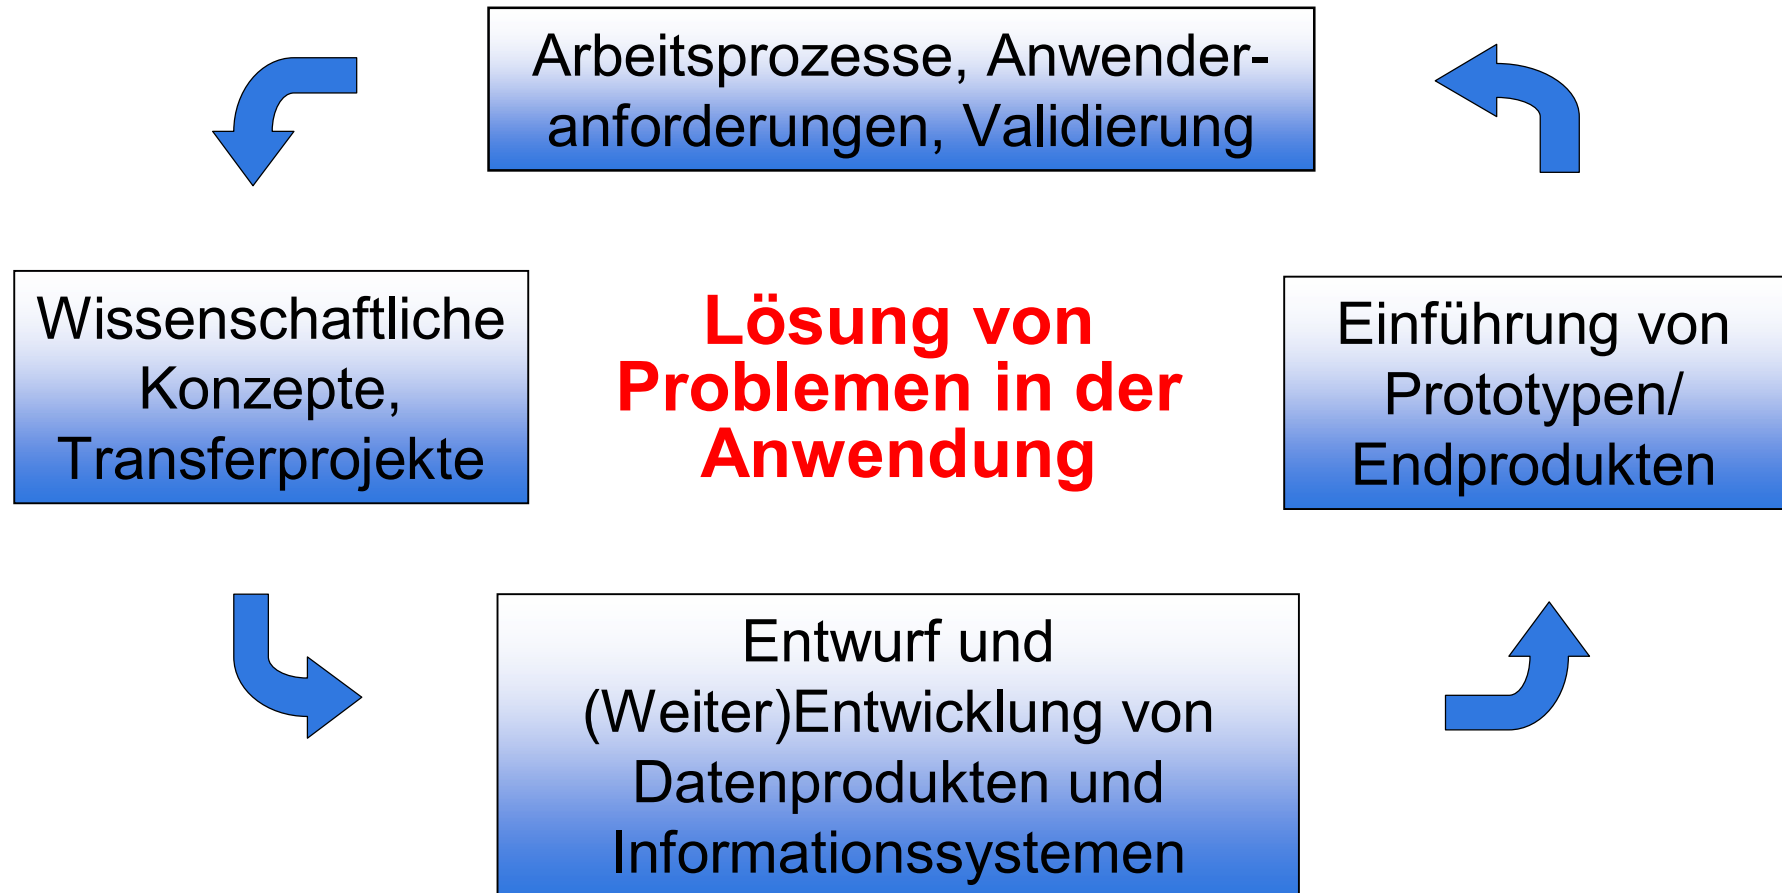 Arbeitsprozesse, Anwender-
anforderungen, Validierung
Wissenschaftliche
Konzepte,
Transferprojekte
Lösung von
Problemen in der
Anwendung
Einführung von
Prototypen/
Endprodukten
Entwurf und
(Weiter)Entwicklung von
Datenprodukten und
Informationssystemen